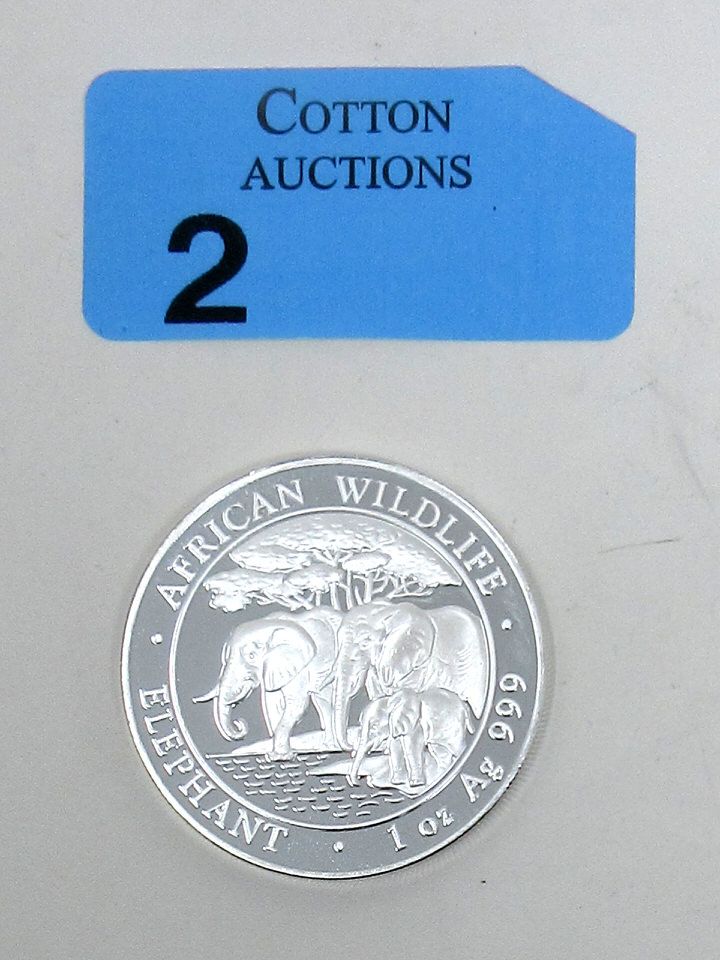 COTTON
AUCTIONS
2
AFRICAN WILDLIFE
ELEPHANT · 1 oz Ag 999